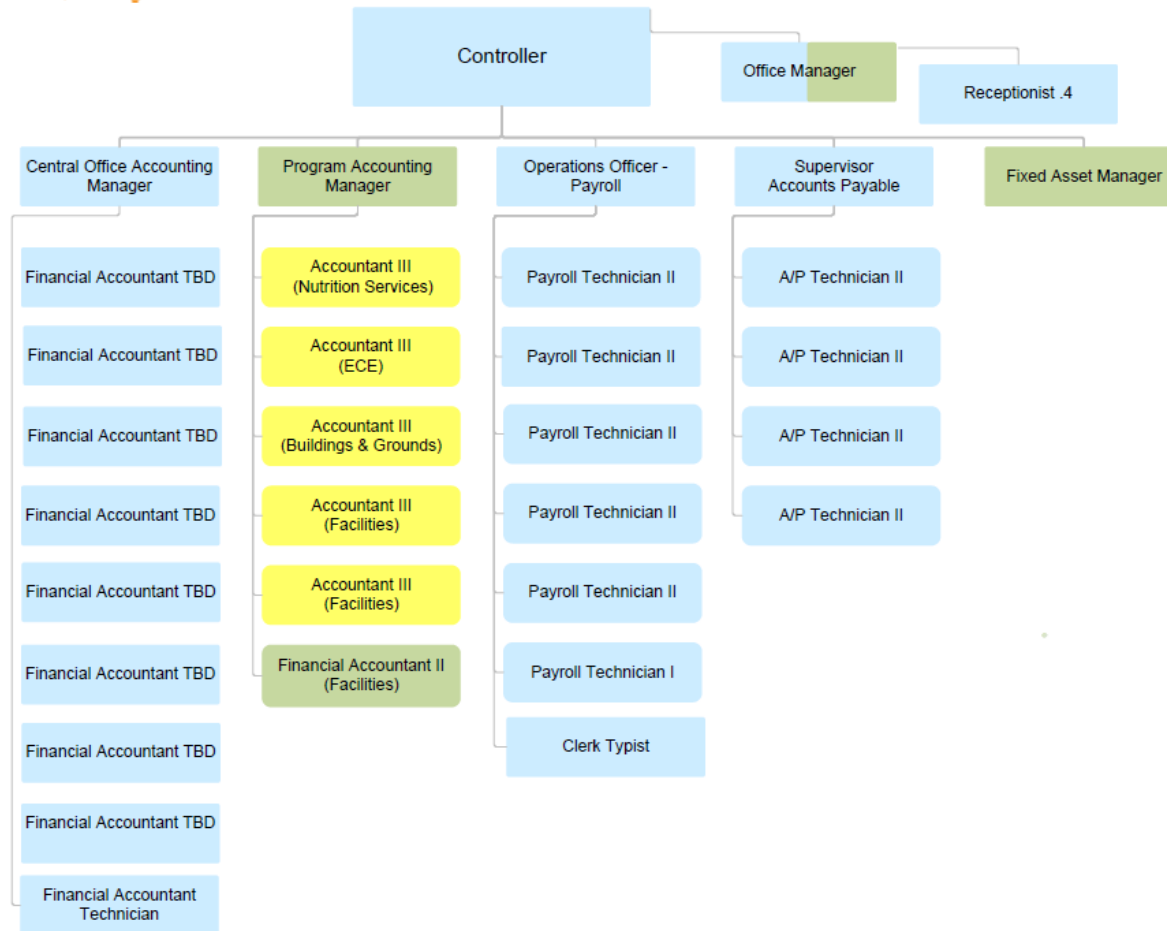 Controller
Office Manager
Receptionist .4
Central Office Accounting
Manager
Program Accounting
Manager
Operations Officer -
Payroll
Supervisor
Accounts Payable
Fixed Asset Manager
Financial Accountant TBD
Financial Accountant TBD
Financial Accountant TBD
Financial Accountant TBD
Financial Accountant TBD
Financial Accountant TBD
Financial Accountant TBD
Financial Accountant TBD
Financial Accountant
Technician
Accountant III
(Nutrition Services)
Accountant III
(ECE)
Accountant III
(Buildings & Grounds)
Accountant III
(Facilities)
Accountant III
(Facilities)
Financial Accountant II
(Facilities)
Payroll Technician II
Payroll Technician II
Payroll Technician II
Payroll Technician II
Payroll Technician II
Payroll Technician I
Clerk Typist
A/P Technician II
A/P Technician II
A/P Technician II
A/P Technician II